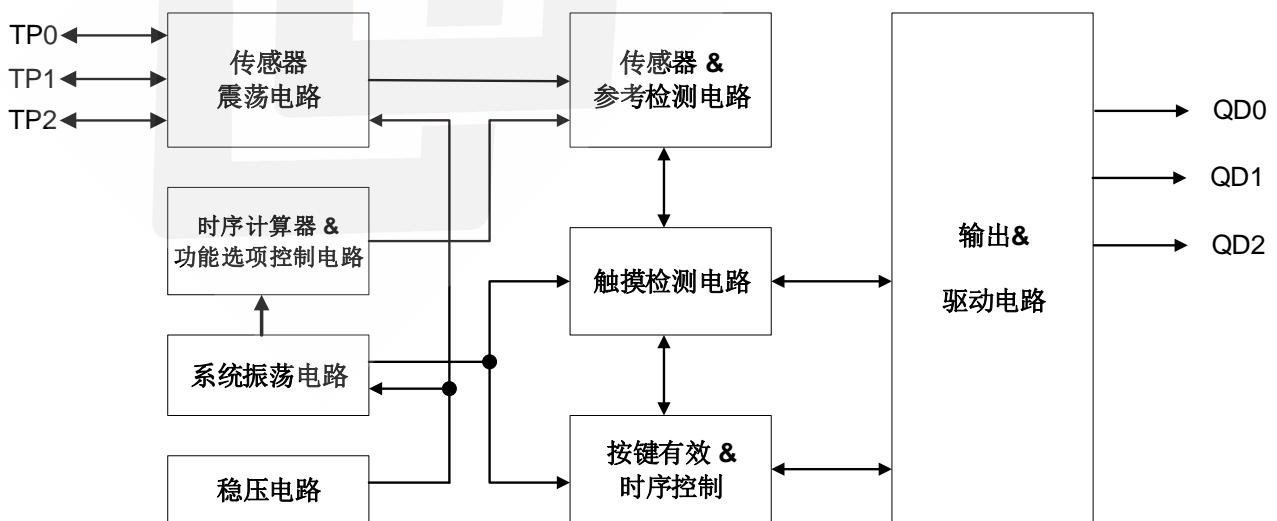 TP0
TP1
TP2
传感器
震荡电路
传感器 &
参考检测电路
时序计算器 &
功能选项控制电路
触摸检测电路
系统振荡电路
按键有效 &
时序控制
稳压电路
输出&
驱动电路
QD0
QD1
QD2